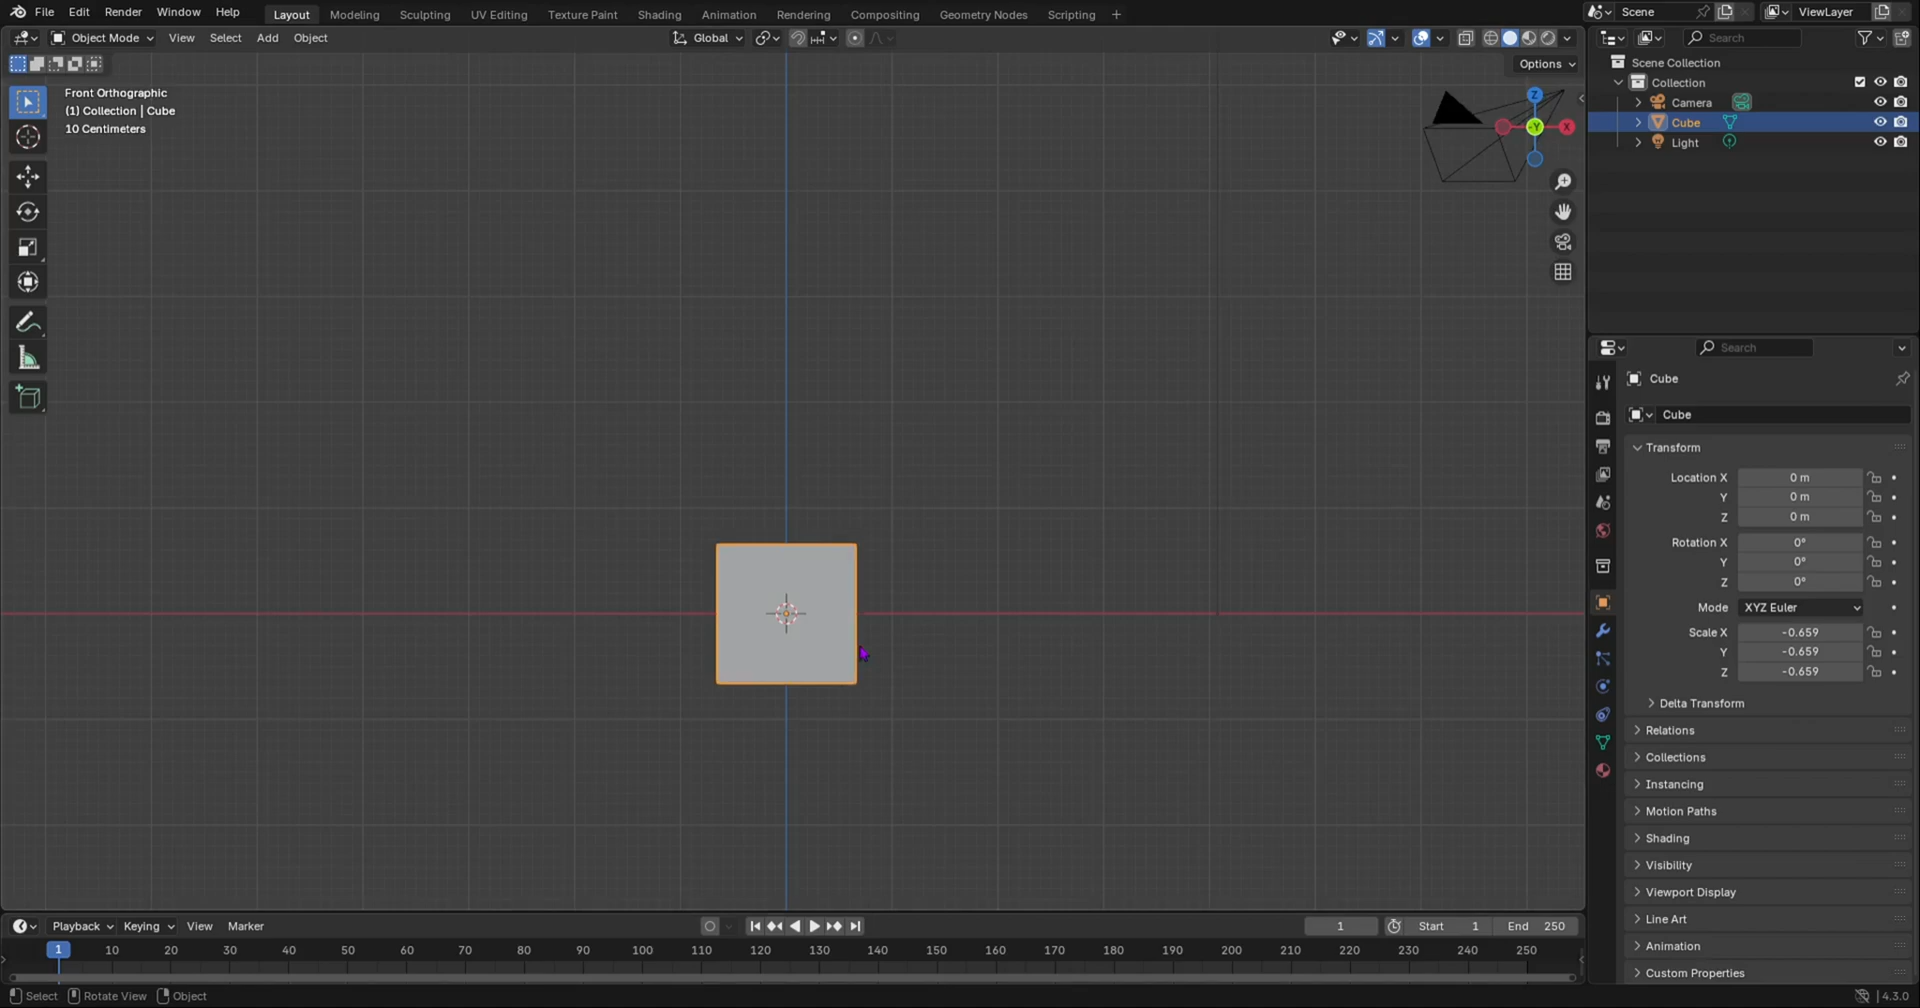 File Edit Render Window Help Layout Modeling Sculpting UV Editing Texture Paint Shading Animation Rendering Compositing Geometry Nodes Scripting + Scene ViewLayer
Object Mode View Select Add Object Global Search
Options
Front Orthographic
(1) Collection | Cube
10 Centimeters
Z
-Y
X
Scene Collection
Collection
Camera
Cube
Light
Search
Cube
Cube
Transform
Location X 0 m
Y 0 m
Z 0 m
Rotation X 0°
Y 0°
Z 0°
Mode XYZ Euler
Scale X -0.659
Y -0.659
Z -0.659
Delta Transform
Relations
Collections
Instancing
Motion Paths
Shading
Visibility
Viewport Display
Line Art
Animation
Custom Properties
Playback Keying View Marker 1 Start 1 End 250
1 10 20 30 40 50 60 70 80 90 100 110 120 130 140 150 160 170 180 190 200 210 220 230 240 250
Select Rotate View Object 4.3.0